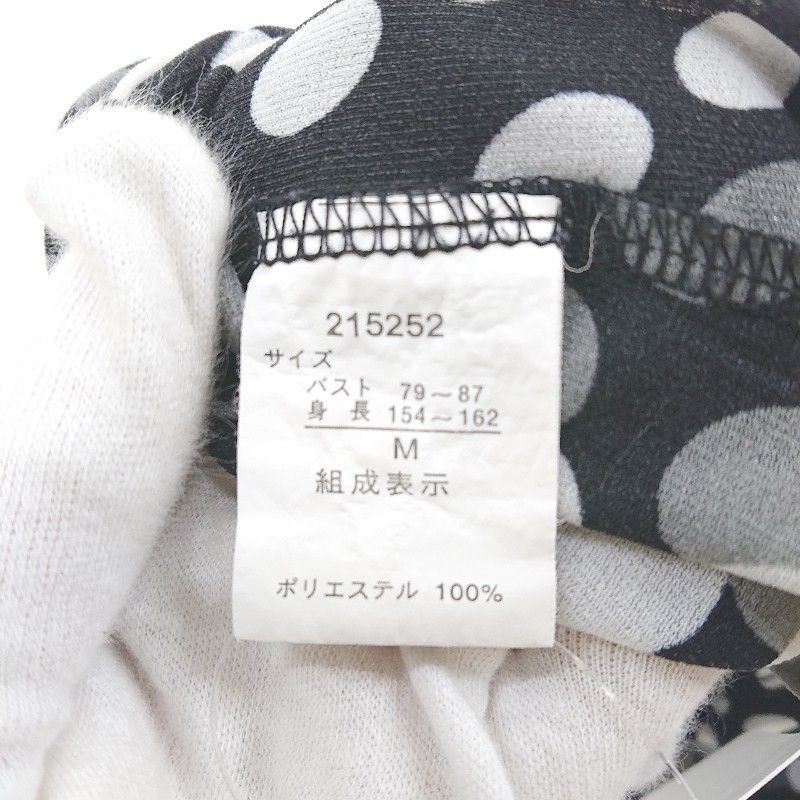 215252
サイズ
バスト 79～87
身長 154～162
M
組成表示
ポリエステル 100%